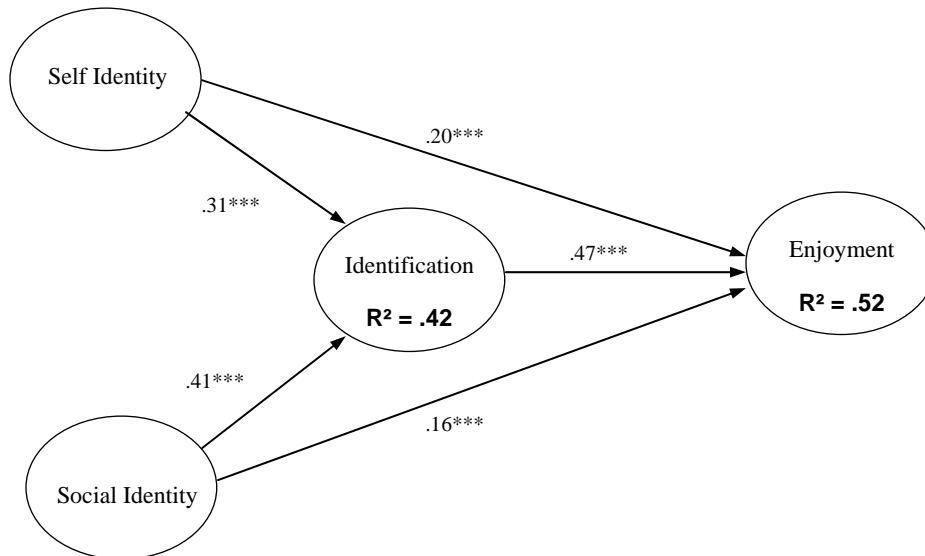 Self Identity
.20***
.31***
Identification
R² = .42
.47***
Enjoyment
R² = .52
.41***
.16***
Social Identity